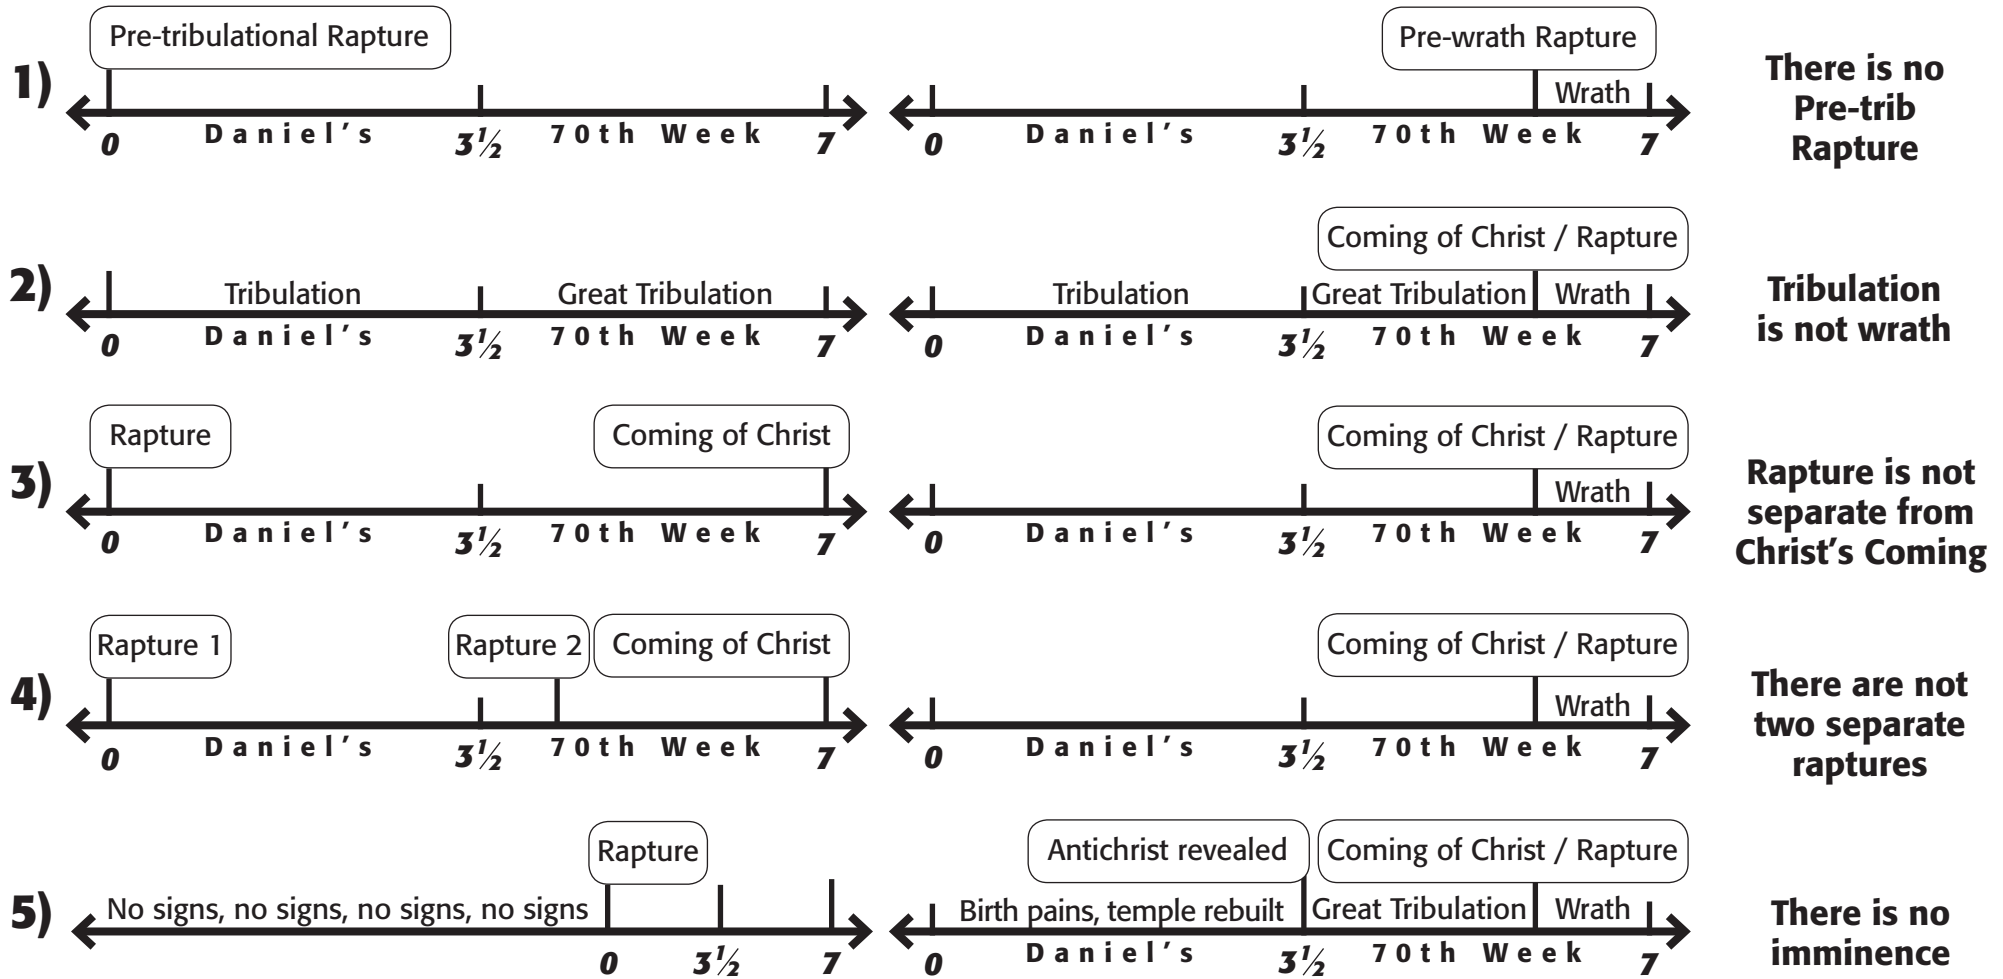 1)
Pre-tribulational Rapture
0 Daniel's 3½ 70th Week 7
Pre-wrath Rapture
Wrath
0 Daniel's 3½ 70th Week 7
There is no
Pre-trib
Rapture
2)
Tribulation Great Tribulation
0 Daniel's 3½ 70th Week 7
Coming of Christ / Rapture
Tribulation Great Tribulation Wrath
0 Daniel's 3½ 70th Week 7
Tribulation
is not wrath
3)
Rapture Coming of Christ
0 Daniel's 3½ 70th Week 7
Coming of Christ / Rapture
Wrath
0 Daniel's 3½ 70th Week 7
Rapture is not
separate from
Christ's Coming
4)
Rapture 1 Rapture 2 Coming of Christ
0 Daniel's 3½ 70th Week 7
Coming of Christ / Rapture
Wrath
0 Daniel's 3½ 70th Week 7
There are not
two separate
raptures
5)
Rapture
No signs, no signs, no signs, no signs
0 3½ 7
Antichrist revealed Coming of Christ / Rapture
Birth pains, temple rebuilt Great Tribulation Wrath
0 Daniel's 3½ 70th Week 7
There is no
imminence